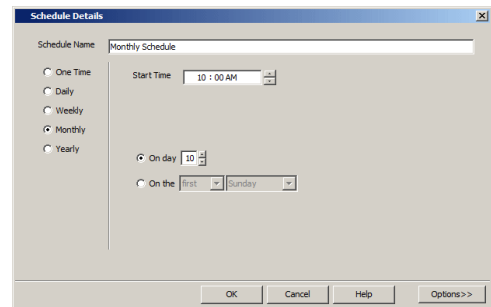 Schedule Details
Schedule Name Monthly Schedule
One Time
Start Time 10 : 00 AM
Daily
Weekly
Monthly
Yearly
On day 10
On the first Sunday
OK Cancel Help Options>>